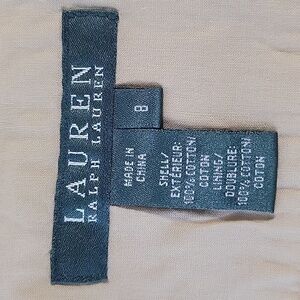 LAUREN
RALPH LAUREN
8
MADE IN
CHINA
SHELL/
EXTÉRIEUR:
100% COTTON/
COTON
LINING/
DOUBLURE:
100% COTTON/
COTON